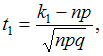 t₁ = (k₁ − np) / √npq ,